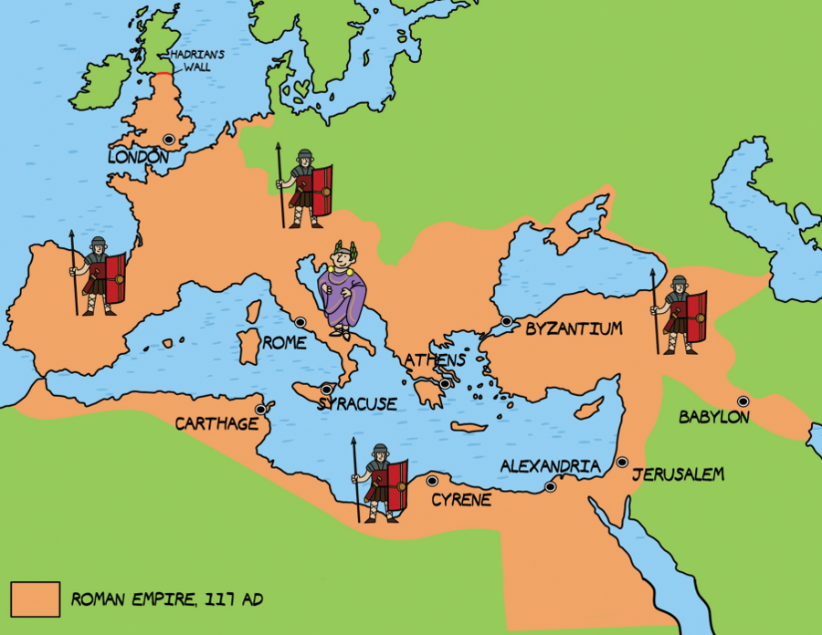 HADRIAN'S
WALL
LONDON
ROME
BYZANTIUM
ATHENS
SYRACUSE
CARTHAGE
BABYLON
ALEXANDRIA
JERUSALEM
CYRENE
ROMAN EMPIRE, 117 AD